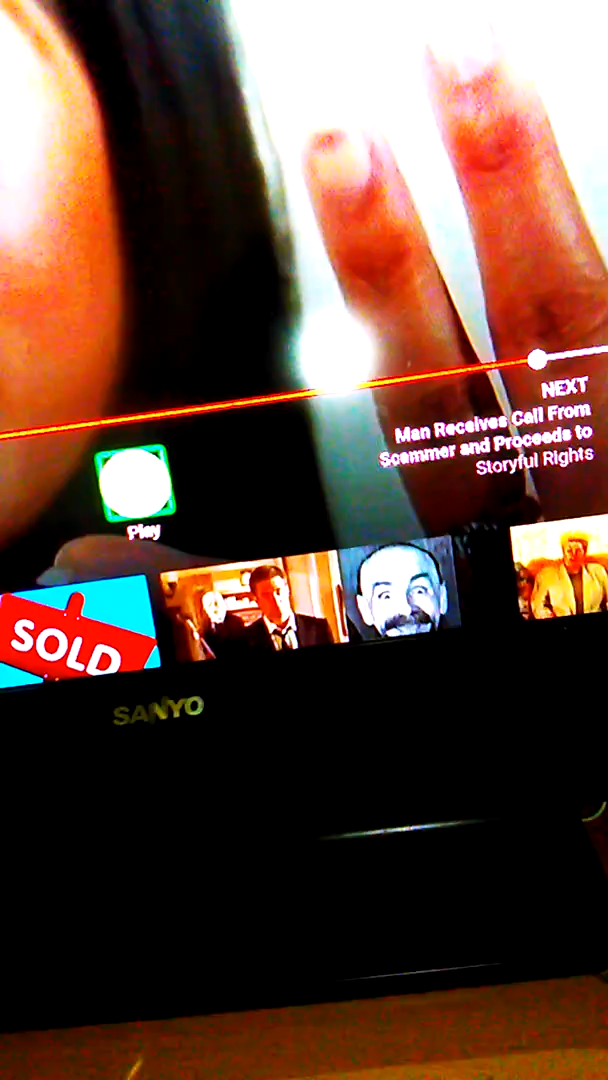 NEXT
Man Receives Call From
Scammer and Proceeds to
Storyful Rights
Play
SOLD
SANYO